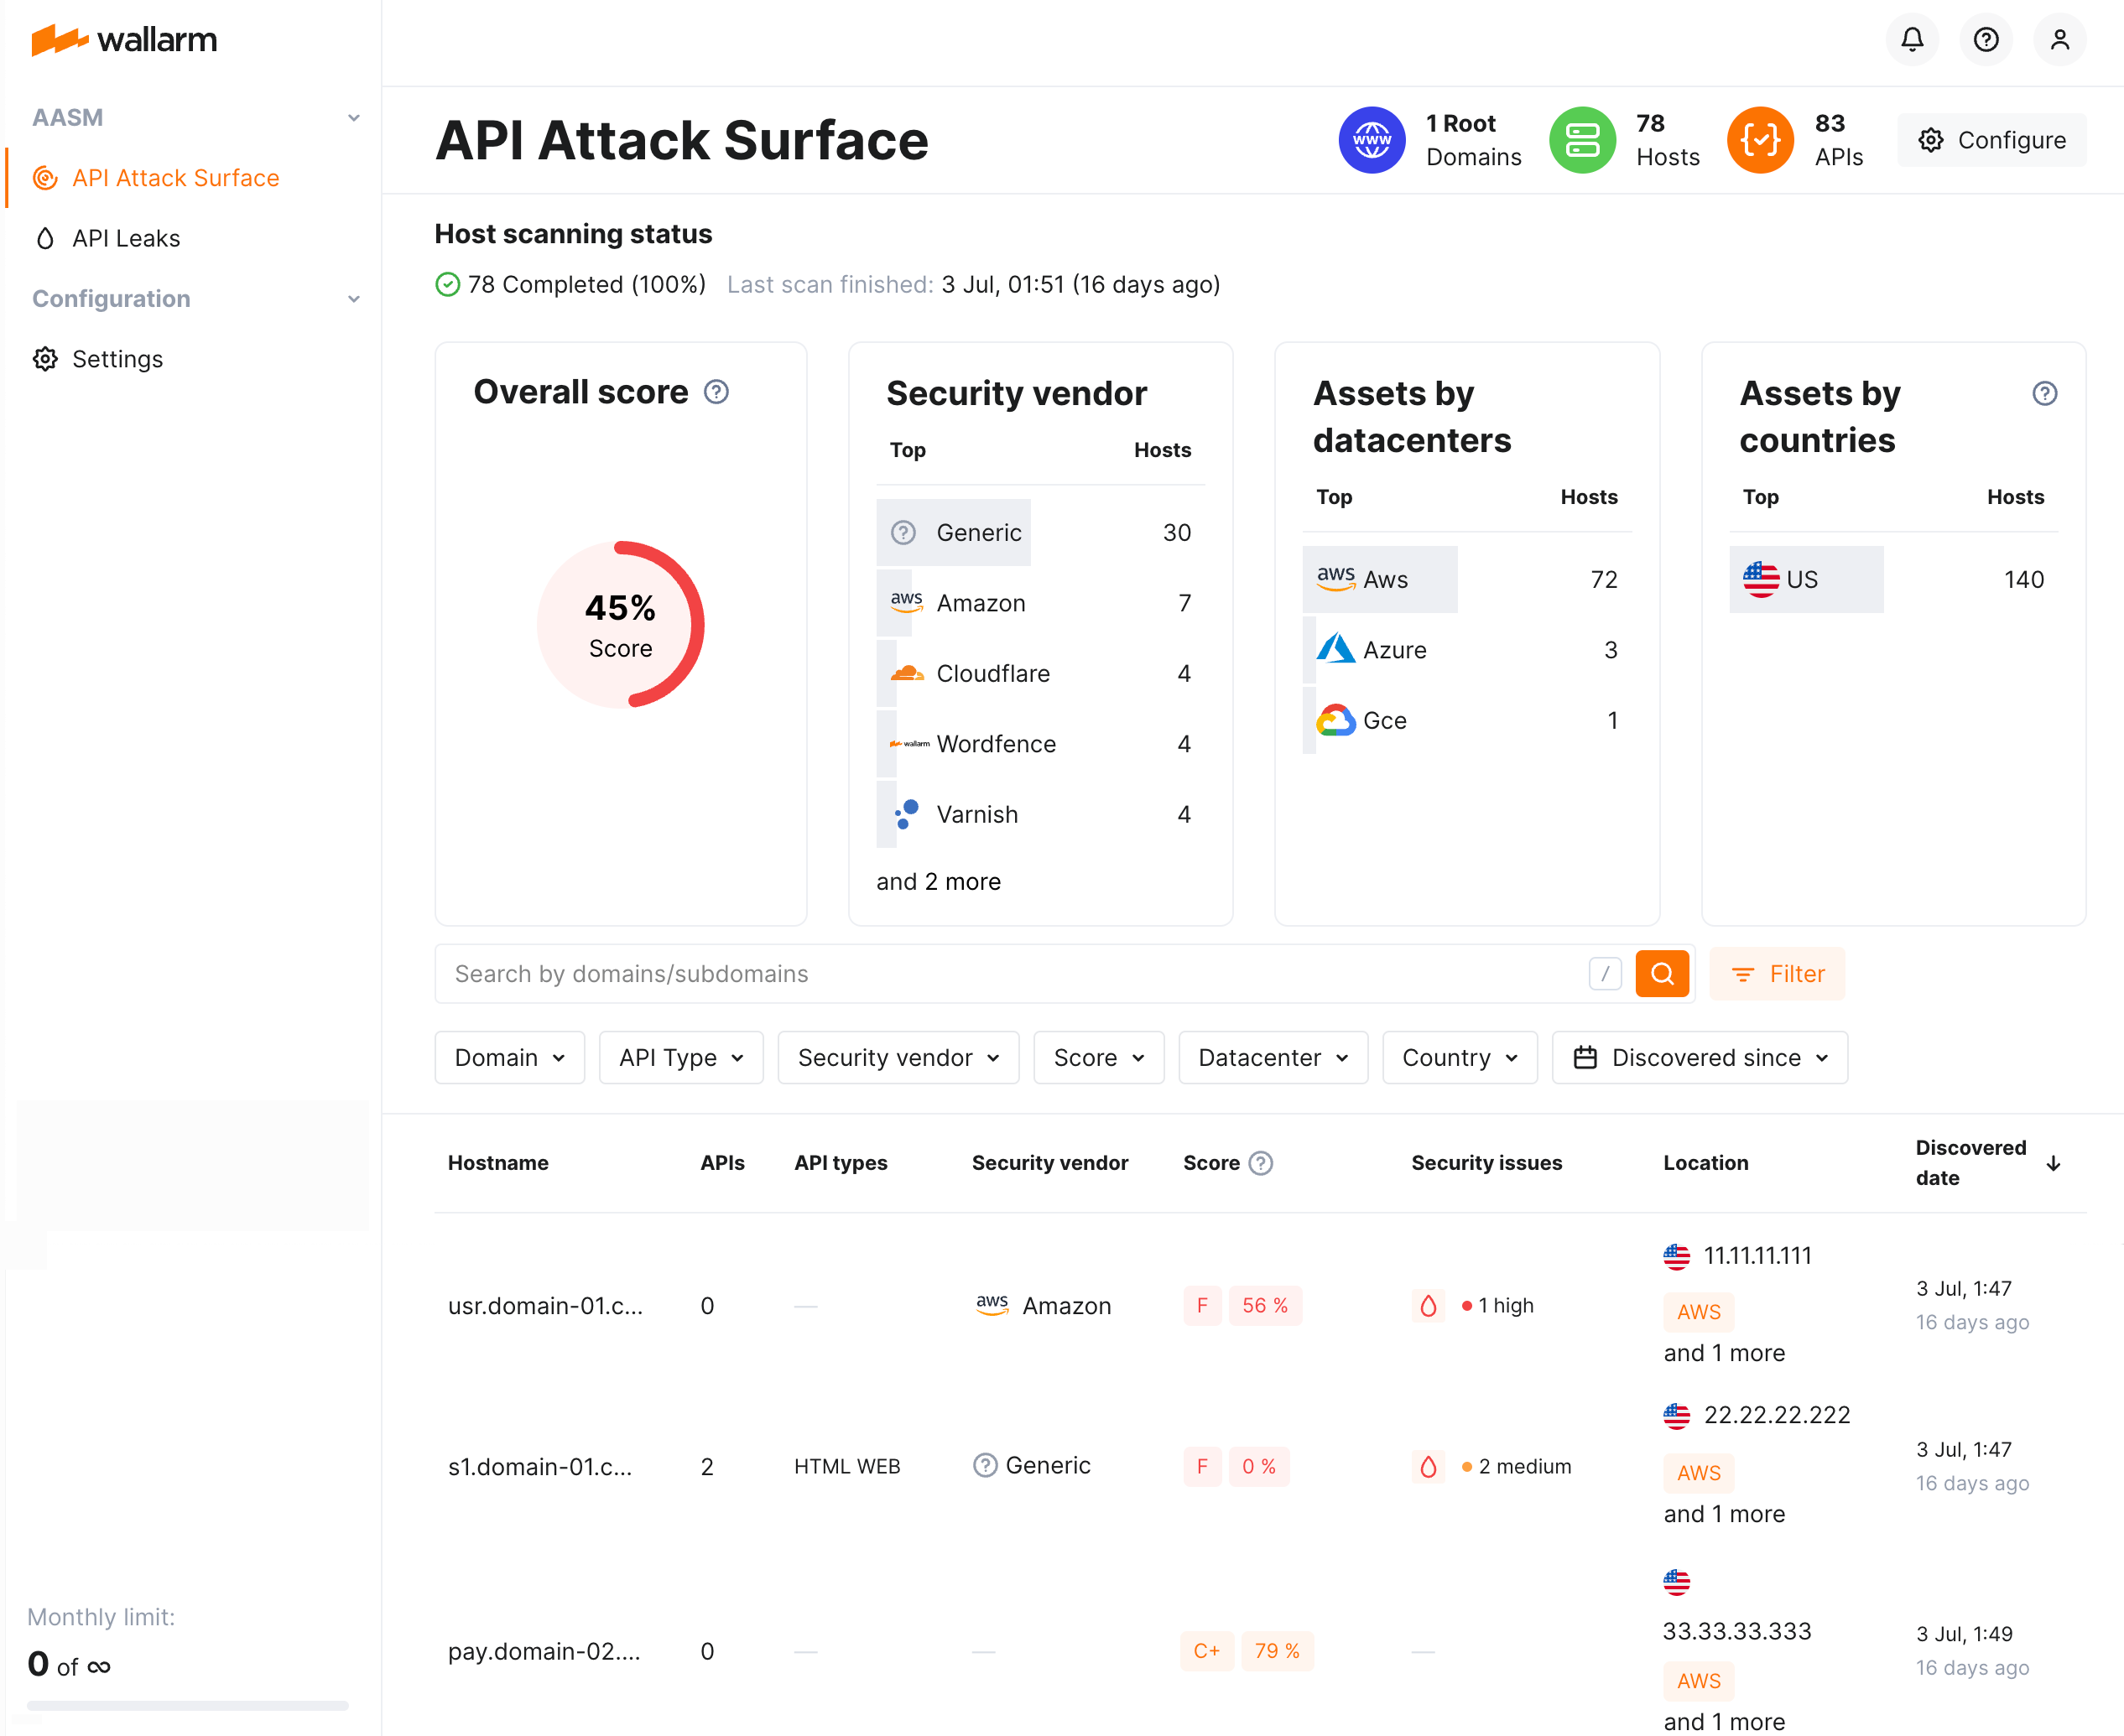 wallarm
AASM
API Attack Surface
API Leaks
Configuration
Settings
Monthly limit:
0 of ∞
API Attack Surface
www
1 Root
Domains
78
Hosts
83
APIs
Configure
Host scanning status
78 Completed (100%) Last scan finished: 3 Jul, 01:51 (16 days ago)
Overall score
45%
Score
Security vendor
Top Hosts
Generic 30
aws Amazon 7
Cloudflare 4
wallarm Wordfence 4
Varnish 4
and 2 more
Assets by
datacenters
Top Hosts
aws Aws 72
Azure 3
Gce 1
Assets by
countries
Top Hosts
US 140
Search by domains/subdomains /
Filter
Domain API Type Security vendor Score Datacenter Country Discovered since
Hostname APIs API types Security vendor Score Security issues Location Discovered
date
usr.domain-01.c... 0 — aws Amazon F 56 % 1 high
11.11.11.111
AWS
and 1 more
3 Jul, 1:47
16 days ago
s1.domain-01.c... 2 HTML WEB Generic F 0 % 2 medium
22.22.22.222
AWS
and 1 more
3 Jul, 1:47
16 days ago
pay.domain-02.... 0 — — C+ 79 % —
33.33.33.333
AWS
and 1 more
3 Jul, 1:49
16 days ago